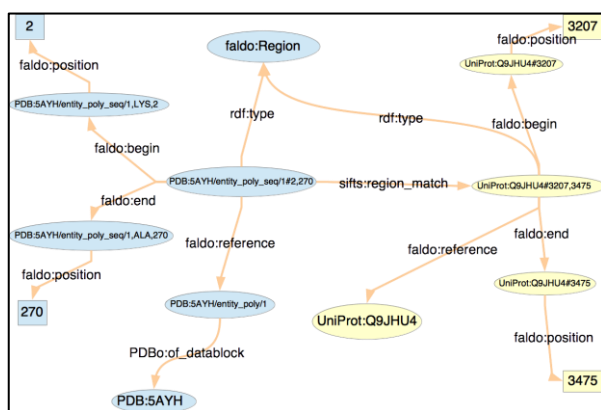 2
3207
faldo:position
faldo:Region
faldo:position
UniProt:Q9JHU4#3207
PDB:5AYH/entity_poly_seq/1,LYS,2
rdf:type
rdf:type
faldo:begin
faldo:begin
PDB:5AYH/entity_poly_seq/1#2,270
sifts:region_match
UniProt:Q9JHU4#3207,3475
faldo:end
PDB:5AYH/entity_poly_seq/1,ALA,270
faldo:reference
faldo:reference
faldo:end
faldo:position
UniProt:Q9JHU4#3475
270
PDB:5AYH/entity_poly/1
UniProt:Q9JHU4
faldo:position
PDBo:of_datablock
3475
PDB:5AYH